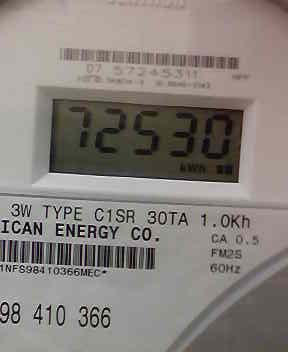 07 57245311
72530
kWh
3W TYPE C1SR 30TA 1.0Kh
ICAN ENERGY CO.
CA 0.5
FM2S
60Hz
1NFS98410366MEC*
98 410 366